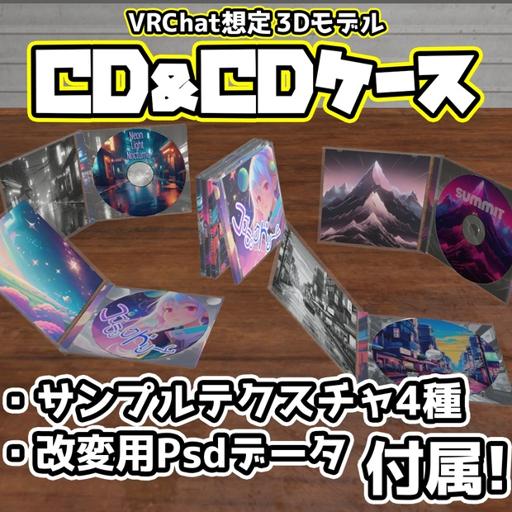 VRChat想定 3Dモデル
CD&CDケース
Neon
Light
Nocturne
SUMMIT
・サンプルテクスチャ4種
・改変用Psdデータ
付属!